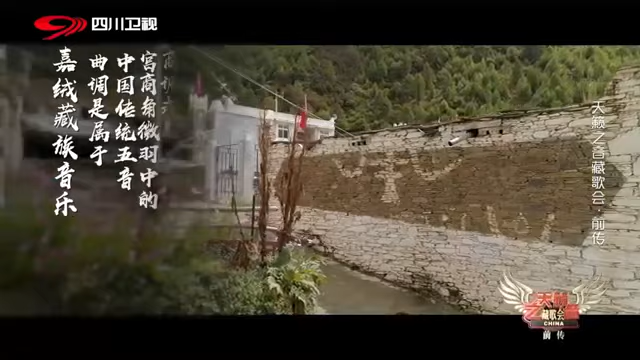 四川卫视
嘉绒藏族音乐
曲调是属于
中国传统五音
宫商角徵羽中的
天籁之音藏歌会·前传
天籁之音
藏歌会
CHINA
前传